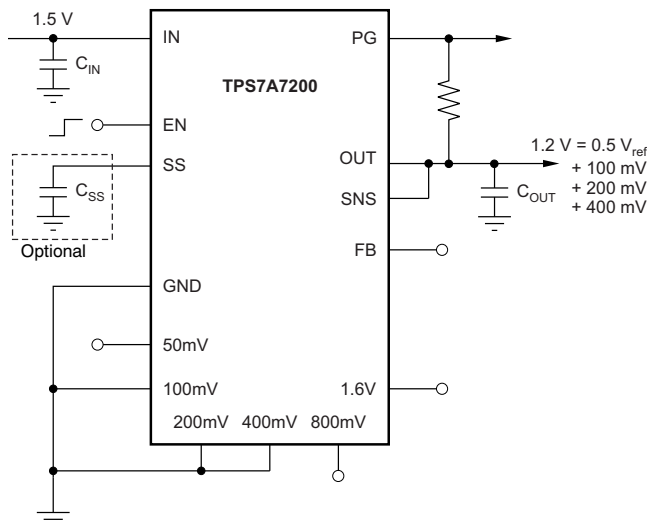 1.5 V
IN
PG
C_IN
TPS7A7200
EN
SS
OUT
1.2 V = 0.5 V_ref
+ 100 mV
+ 200 mV
+ 400 mV
C_SS
SNS
C_OUT
Optional
FB
GND
50mV
100mV
1.6V
200mV 400mV 800mV